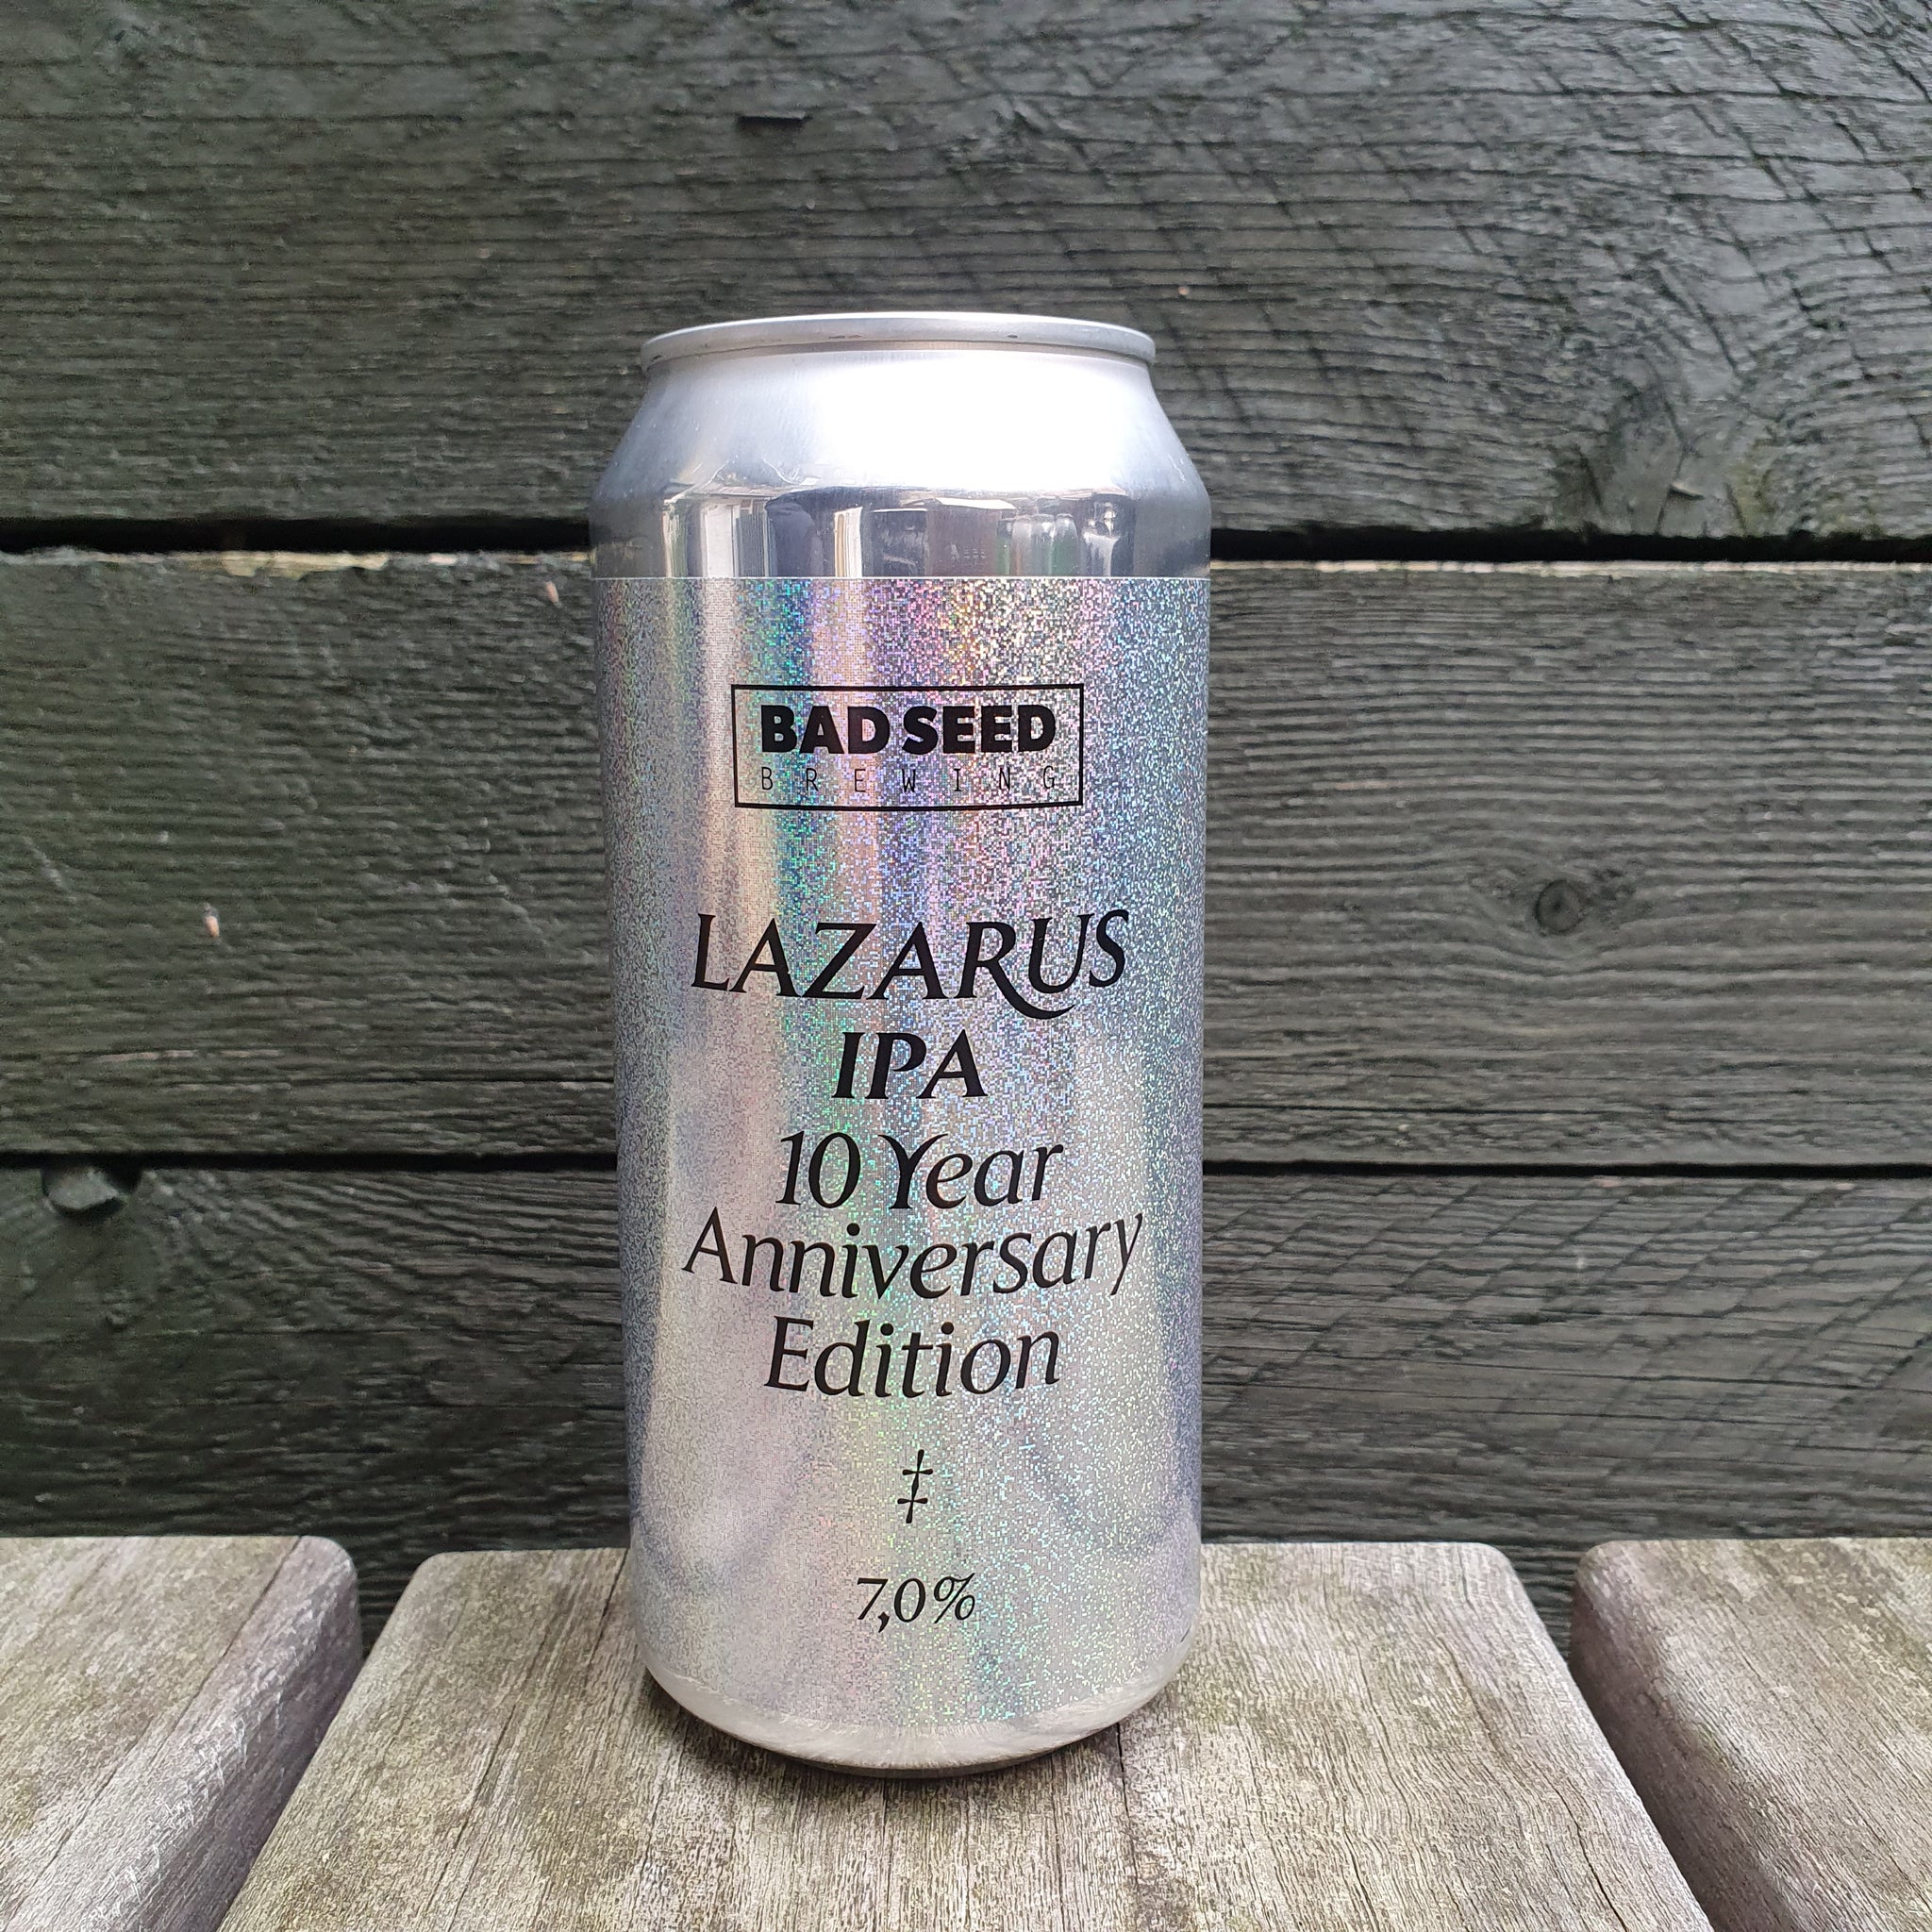 BAD SEED
BREWING
LAZARUS
IPA
10 Year
Anniversary
Edition
‡
7,0%